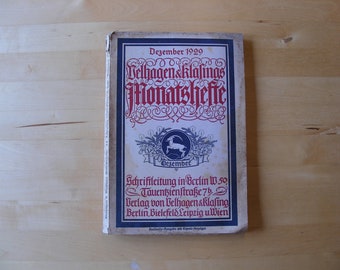 Dezember 1929
Velhagen & Klasings
Monatshefte
Dezember
Schriftleitung in Berlin W 50
Tauentzienstraße 7b
Verlag von Velhagen & Klasing
Berlin, Bielefeld, Leipzig u. Wien